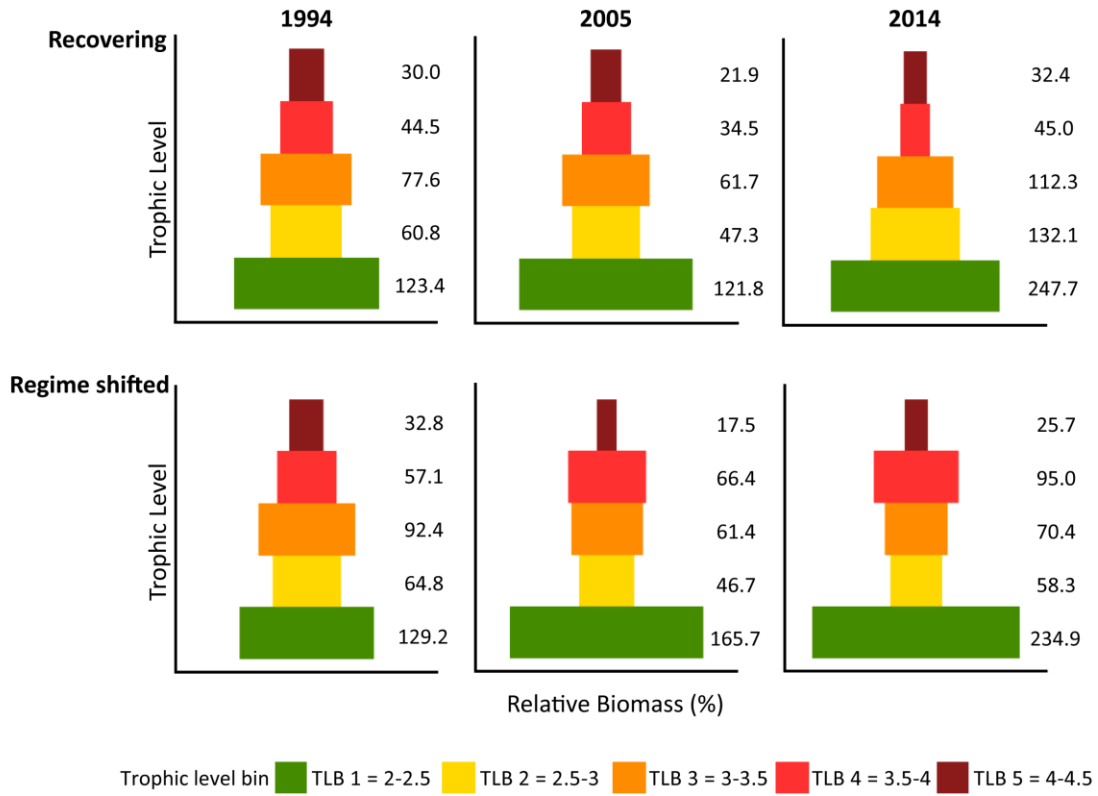 1994 2005 2014
Recovering
Trophic Level
30.0 21.9 32.4
44.5 34.5 45.0
77.6 61.7 112.3
60.8 47.3 132.1
123.4 121.8 247.7
Regime shifted
Trophic Level
32.8 17.5 25.7
57.1 66.4 95.0
92.4 61.4 70.4
64.8 46.7 58.3
129.2 165.7 234.9
Relative Biomass (%)
Trophic level bin TLB 1 = 2-2.5 TLB 2 = 2.5-3 TLB 3 = 3-3.5 TLB 4 = 3.5-4 TLB 5 = 4-4.5